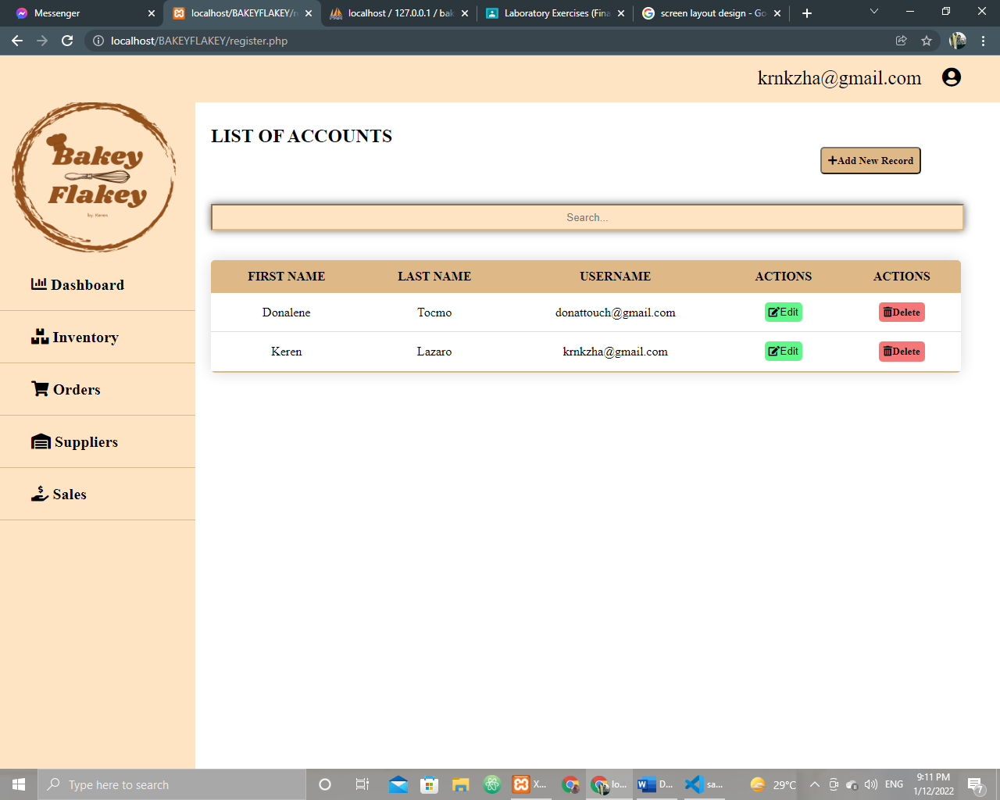 Messenger
localhost/BAKEYFLAKEY/re
localhost / 127.0.0.1 / bak
Laboratory Exercises (Fina
screen layout design - Go
localhost/BAKEYFLAKEY/register.php
krnkzha@gmail.com
Bakey
Flakey
by: Keren
LIST OF ACCOUNTS
Add New Record
Search...
Dashboard
Inventory
Orders
Suppliers
Sales
FIRST NAME LAST NAME USERNAME ACTIONS ACTIONS
Donalene Tocmo donattouch@gmail.com Edit Delete
Keren Lazaro krnkzha@gmail.com Edit Delete
Type here to search
X...
lo...
D...
sa...
29°C
ENG
9:11 PM
1/12/2022
7